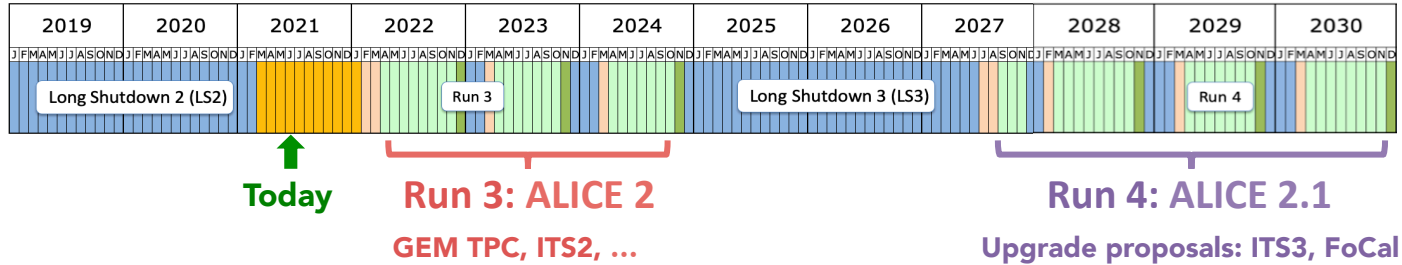 2019 2020 2021 2022 2023 2024 2025 2026 2027 2028 2029 2030
J F M A M J J A S O N D J F M A M J J A S O N D J F M A M J J A S O N D J F M A M J J A S O N D J F M A M J J A S O N D J F M A M J J A S O N D J F M A M J J A S O N D J F M A M J J A S O N D J F M A M J J A S O N D J F M A M J J A S O N D J F M A M J J A S O N D J F M A M J J A S O N D
Long Shutdown 2 (LS2) Run 3 Long Shutdown 3 (LS3) Run 4
Today Run 3: ALICE 2 Run 4: ALICE 2.1
GEM TPC, ITS2, ... Upgrade proposals: ITS3, FoCal